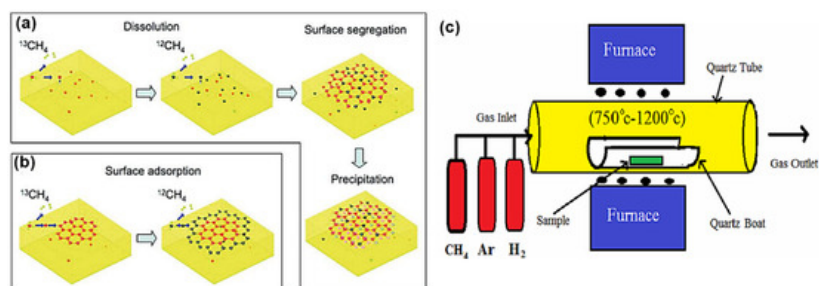 (a)
Dissolution
Surface segregation
¹³CH₄
¹²CH₄
Precipitation
(b)
Surface adsorption
¹³CH₄
¹²CH₄
(c)
Furnace
Quartz Tube
Gas Inlet
(750°c-1200°c)
Gas Outlet
Sample
Furnace
Quartz Boat
CH₄ Ar H₂